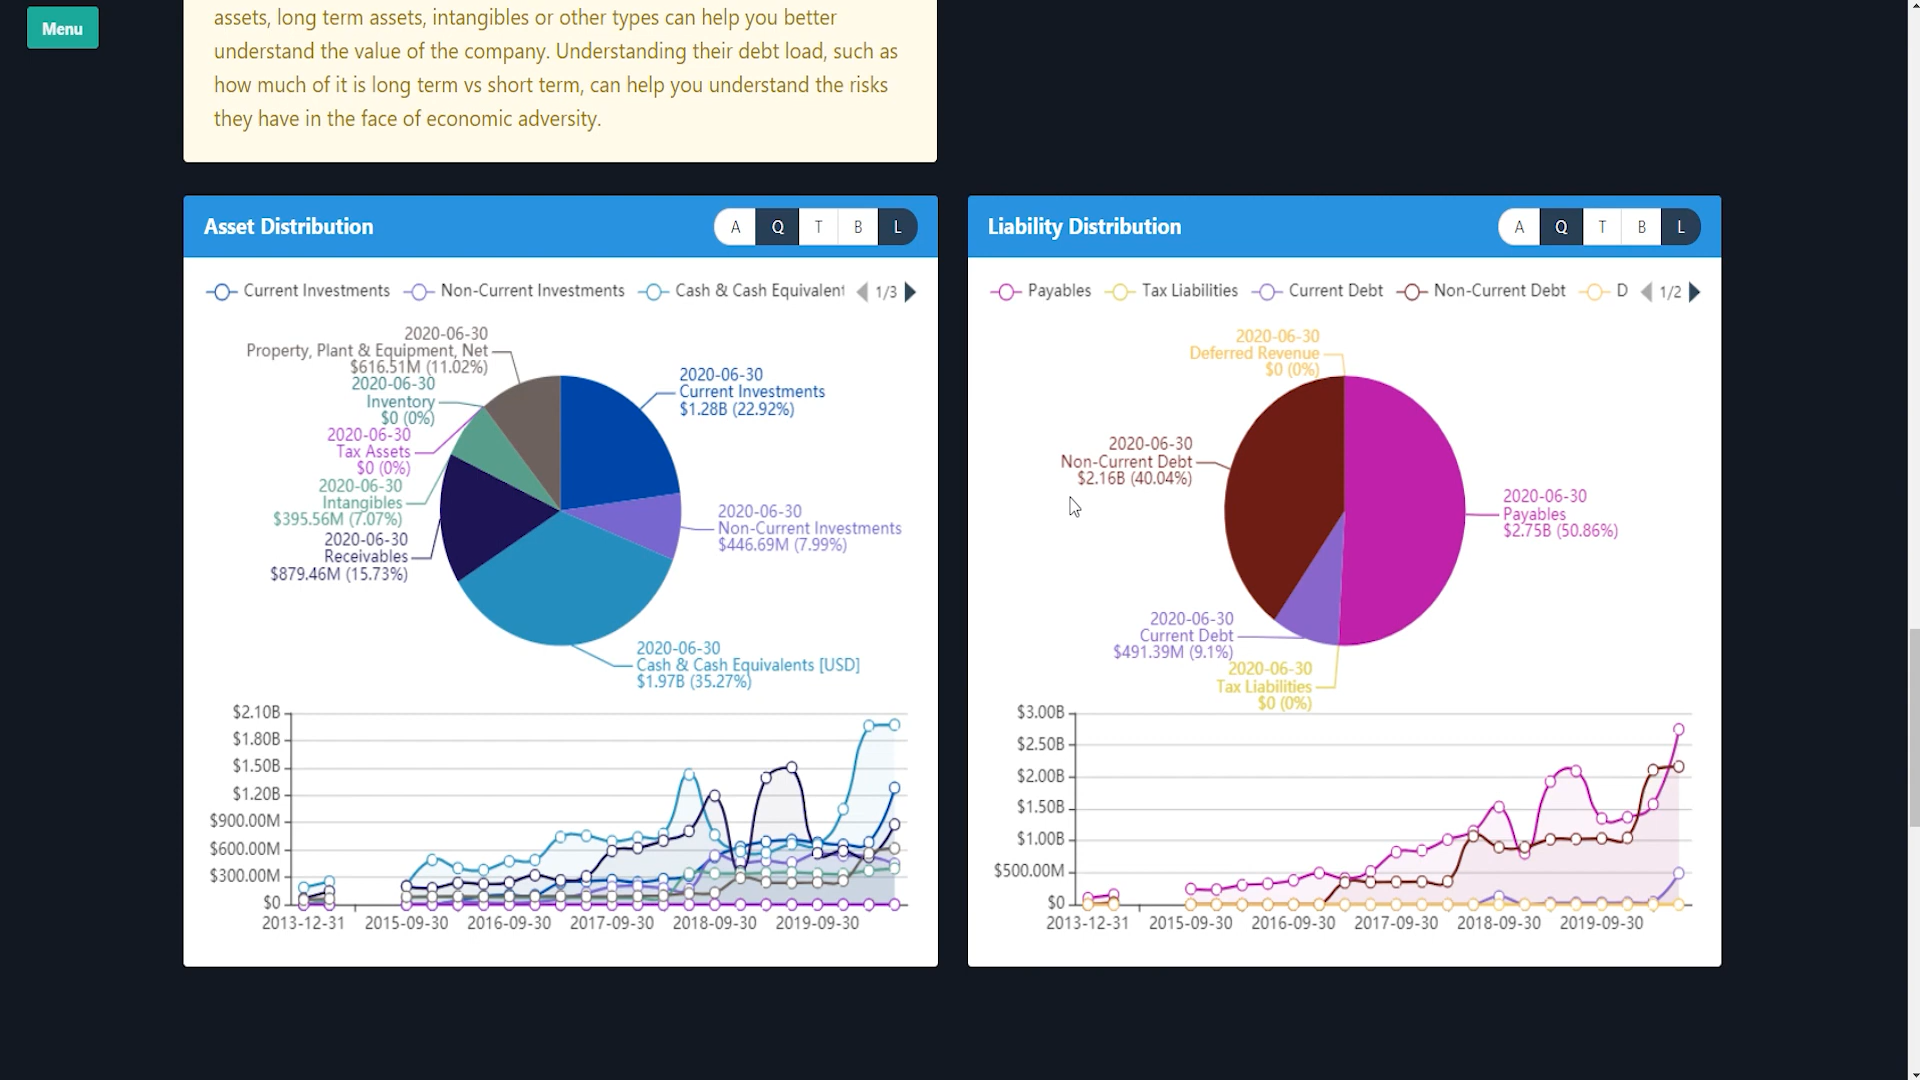 Menu
assets, long term assets, intangibles or other types can help you better
understand the value of the company. Understanding their debt load, such as
how much of it is long term vs short term, can help you understand the risks
they have in the face of economic adversity.
Asset Distribution
A Q T B L
Current Investments Non-Current Investments Cash & Cash Equivalent 1/3
2020-06-30
Property, Plant & Equipment, Net
$616.51M (11.02%)
2020-06-30
Inventory
$0 (0%)
2020-06-30
Tax Assets
$0 (0%)
2020-06-30
Intangibles
$395.56M (7.07%)
2020-06-30
Receivables
$879.46M (15.73%)
2020-06-30
Current Investments
$1.28B (22.92%)
2020-06-30
Non-Current Investments
$446.69M (7.99%)
2020-06-30
Cash & Cash Equivalents [USD]
$1.97B (35.27%)
$2.10B
$1.80B
$1.50B
$1.20B
$900.00M
$600.00M
$300.00M
$0
2013-12-31 2015-09-30 2016-09-30 2017-09-30 2018-09-30 2019-09-30
Liability Distribution
A Q T B L
Payables Tax Liabilities Current Debt Non-Current Debt D 1/2
2020-06-30
Deferred Revenue
$0 (0%)
2020-06-30
Non-Current Debt
$2.16B (40.04%)
2020-06-30
Payables
$2.75B (50.86%)
2020-06-30
Current Debt
$491.39M (9.1%)
2020-06-30
Tax Liabilities
$0 (0%)
$3.00B
$2.50B
$2.00B
$1.50B
$1.00B
$500.00M
$0
2013-12-31 2015-09-30 2016-09-30 2017-09-30 2018-09-30 2019-09-30